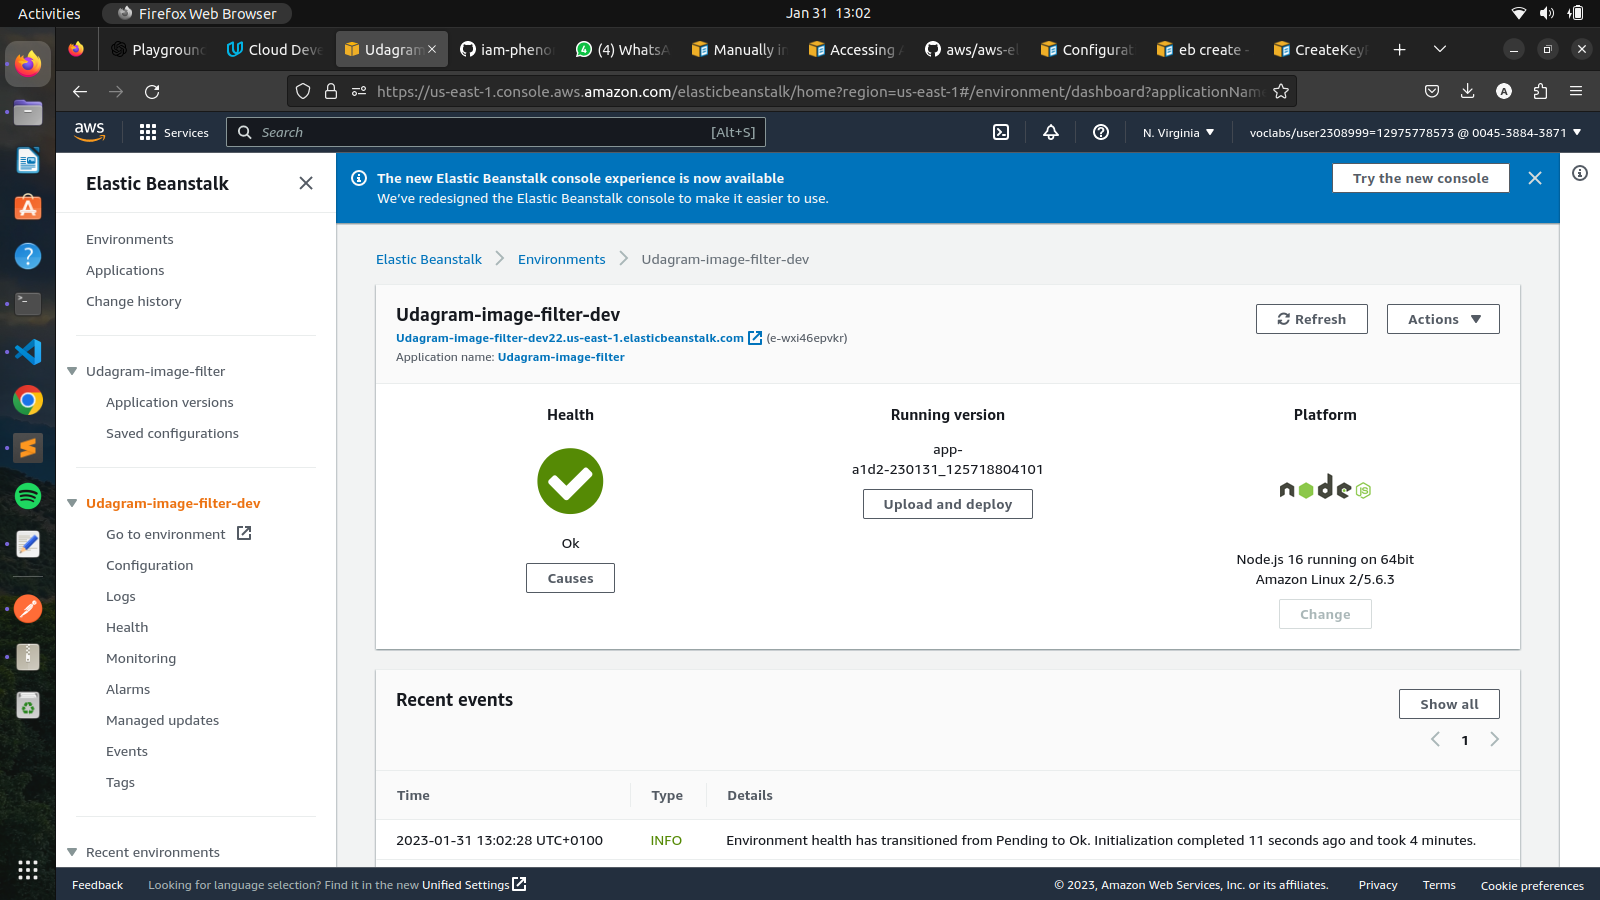 Activities
Firefox Web Browser
Jan 31 13:02
Playground
Cloud Deve
Udagram
iam-pheno
(4) WhatsA
Manually in
Accessing A
aws/aws-el
Configurat
eb create -
CreateKeyP
https://us-east-1.console.aws.amazon.com/elasticbeanstalk/home?region=us-east-1#/environment/dashboard?applicationName
A
aws
Services
Search
[Alt+S]
N. Virginia
voclabs/user2308999=12975778573 @ 0045-3884-3871
Elastic Beanstalk
Environments
Applications
Change history
Udagram-image-filter
Application versions
Saved configurations
Udagram-image-filter-dev
Go to environment
Configuration
Logs
Health
Monitoring
Alarms
Managed updates
Events
Tags
Recent environments
The new Elastic Beanstalk console experience is now available
We've redesigned the Elastic Beanstalk console to make it easier to use.
Try the new console
Elastic Beanstalk
Environments
Udagram-image-filter-dev
Udagram-image-filter-dev
Udagram-image-filter-dev22.us-east-1.elasticbeanstalk.com (e-wxi46epvkr)
Application name: Udagram-image-filter
Refresh
Actions
Health
Ok
Causes
Running version
app-
a1d2-230131_125718804101
Upload and deploy
Platform
node JS
Node.js 16 running on 64bit
Amazon Linux 2/5.6.3
Change
Recent events
Show all
1
Time
Type
Details
2023-01-31 13:02:28 UTC+0100
INFO
Environment health has transitioned from Pending to Ok. Initialization completed 11 seconds ago and took 4 minutes.
Feedback
Looking for language selection? Find it in the new Unified Settings
© 2023, Amazon Web Services, Inc. or its affiliates.
Privacy
Terms
Cookie preferences